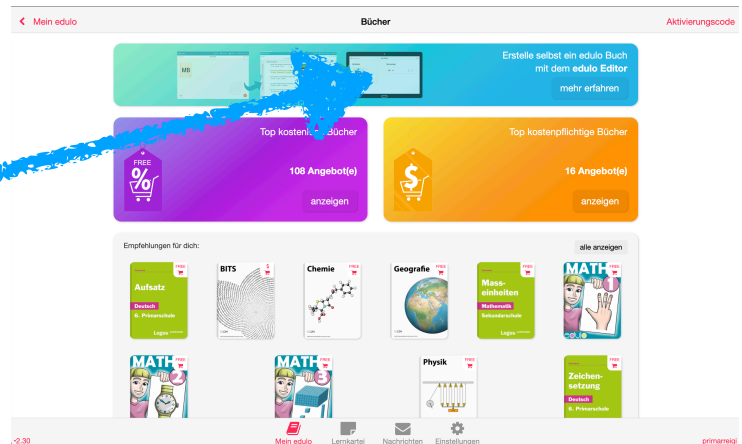 Mein edulo
Bücher
Aktivierungscode
MB
Erstelle selbst ein edulo Buch
mit dem edulo Editor
mehr erfahren
Top Bücher
FREE
%
108 Angebot(e)
anzeigen
Top kostenpflichtige Bücher
$
16 Angebot(e)
anzeigen
Empfehlungen für dich:
alle anzeigen
FREE
Aufsatz
Deutsch
6. Primarschule
Logos
BITS
$
Chemie
FREE
Geografie
FREE
FREE
Mass-
einheiten
Mathematik
Sekundarschule
Logos
MATH
FREE
1
MATH
FREE
2
MATH
FREE
3
Physik
FREE
FREE
Zeichen-
setzung
Deutsch
6. Primarschule
2.30
Mein edulo
Lernkartei
Nachrichten
Einstellungen
primarreigi